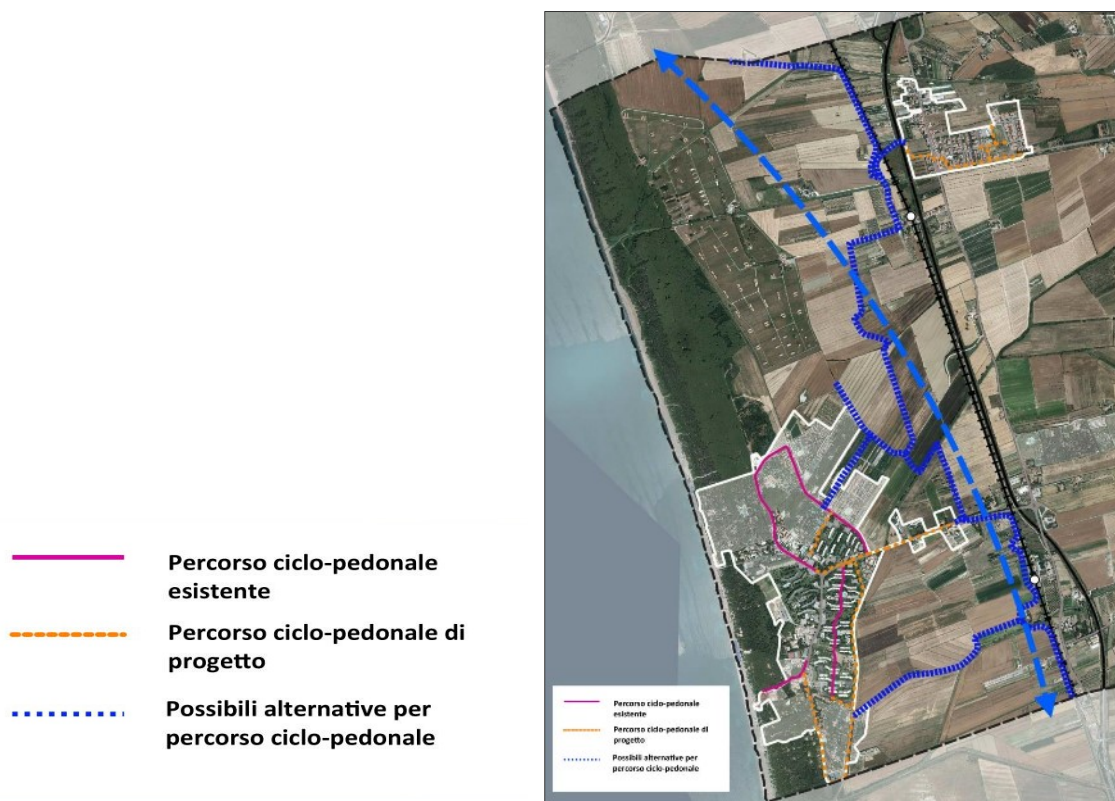 Percorso ciclo-pedonale
esistente
Percorso ciclo-pedonale di
progetto
Possibili alternative per
percorso ciclo-pedonale
Percorso ciclo-pedonale
esistente
Percorso ciclo-pedonale di
progetto
Possibili alternative per
percorso ciclo-pedonale